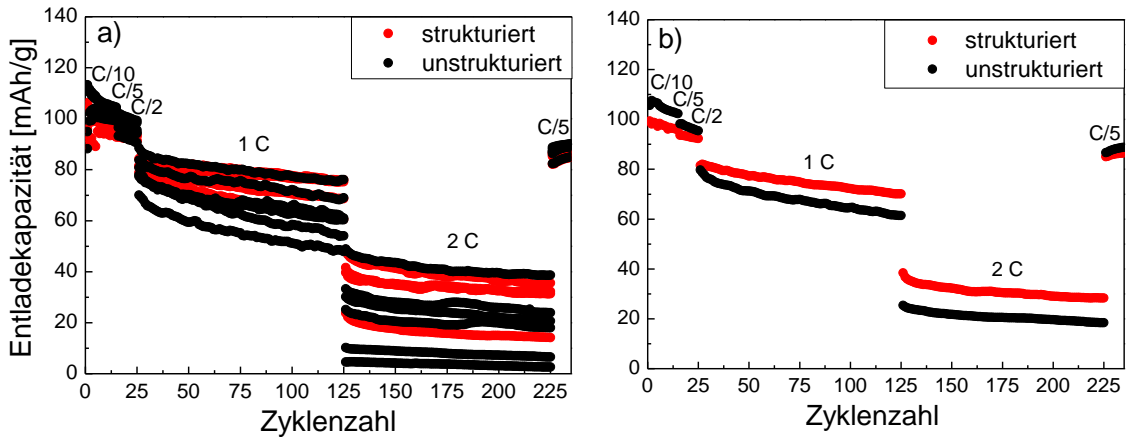 a)
strukturiert
unstrukturiert
C/10
C/5
C/2
1 C
2 C
C/5
Entladekapazität [mAh/g]
140
120
100
80
60
40
20
0
0 25 50 75 100 125 150 175 200 225
Zyklenzahl
b)
strukturiert
unstrukturiert
C/10
C/5
C/2
1 C
2 C
C/5
140
120
100
80
60
40
20
0
0 25 50 75 100 125 150 175 200 225
Zyklenzahl